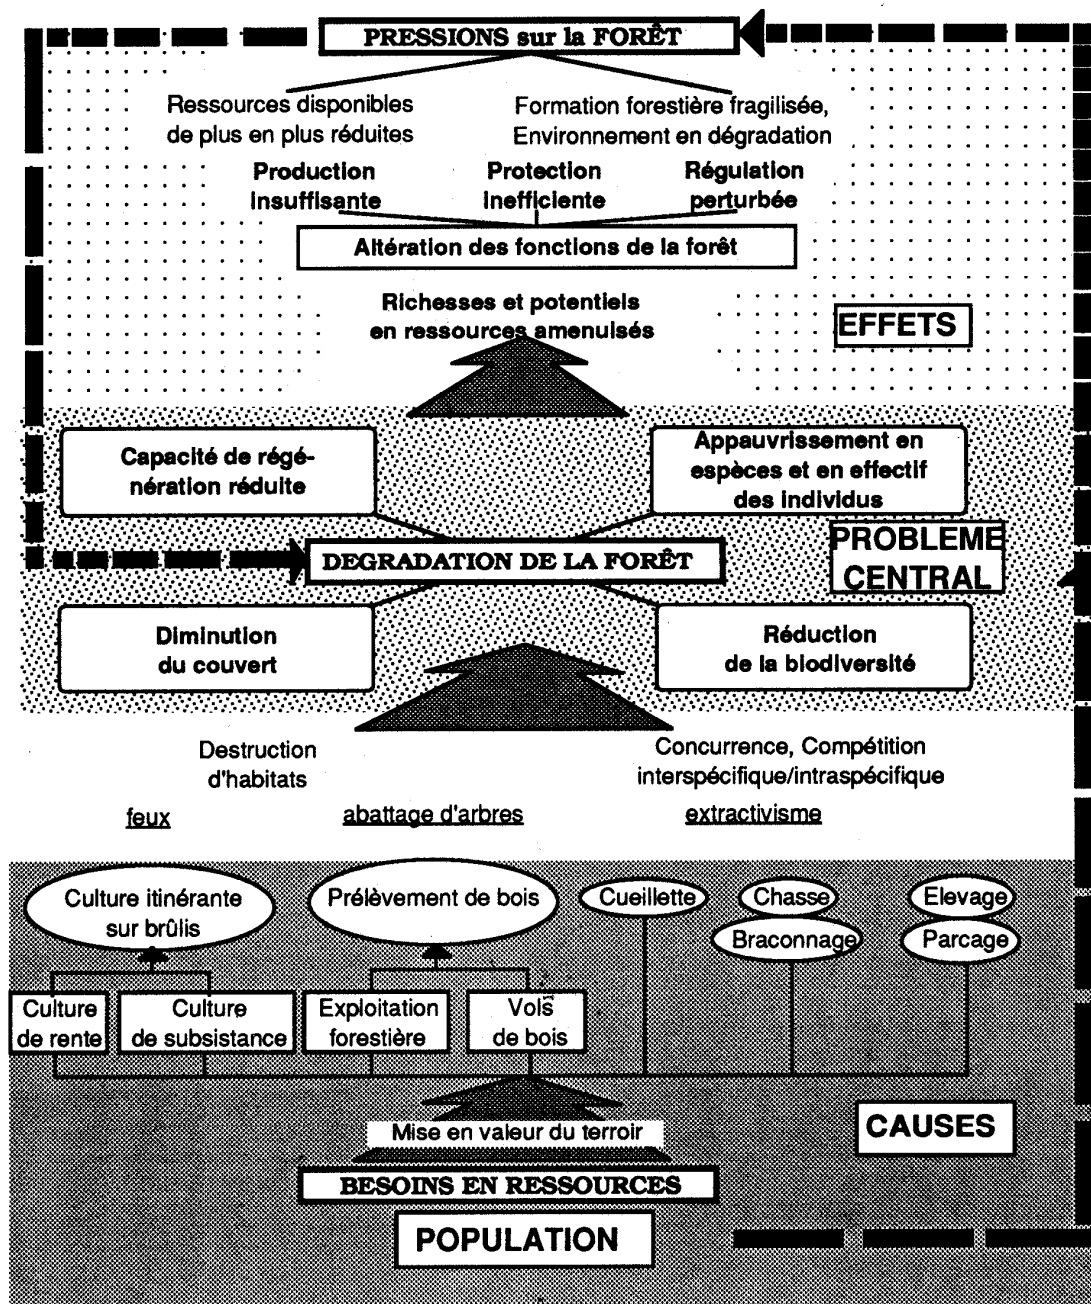 PRESSIONS sur la FORÊT
Ressources disponibles
de plus en plus réduites
Formation forestière fragilisée,
Environnement en dégradation
Production
Insuffisante
Protection
Inefficiente
Régulation
perturbée
Altération des fonctions de la forêt
Richesses et potentiels
en ressources amenuisés
EFFETS
Capacité de régé-
nération réduite
Appauvrissement en
espèces et en effectif
des individus
DEGRADATION DE LA FORÊT
PROBLEME
CENTRAL
Diminution
du couvert
Réduction
de la biodiversité
Destruction
d'habitats
Concurrence, Compétition
interspécifique/intraspécifique
feux
abattage d'arbres
extractivisme
Culture itinérante
sur brûlis
Prélèvement de bois
Cueillette
Chasse
Braconnage
Elevage
Parcage
Culture
de rente
Culture
de subsistance
Exploitation
forestière
Vols
de bois
Mise en valeur du terroir
CAUSES
BESOINS EN RESSOURCES
POPULATION